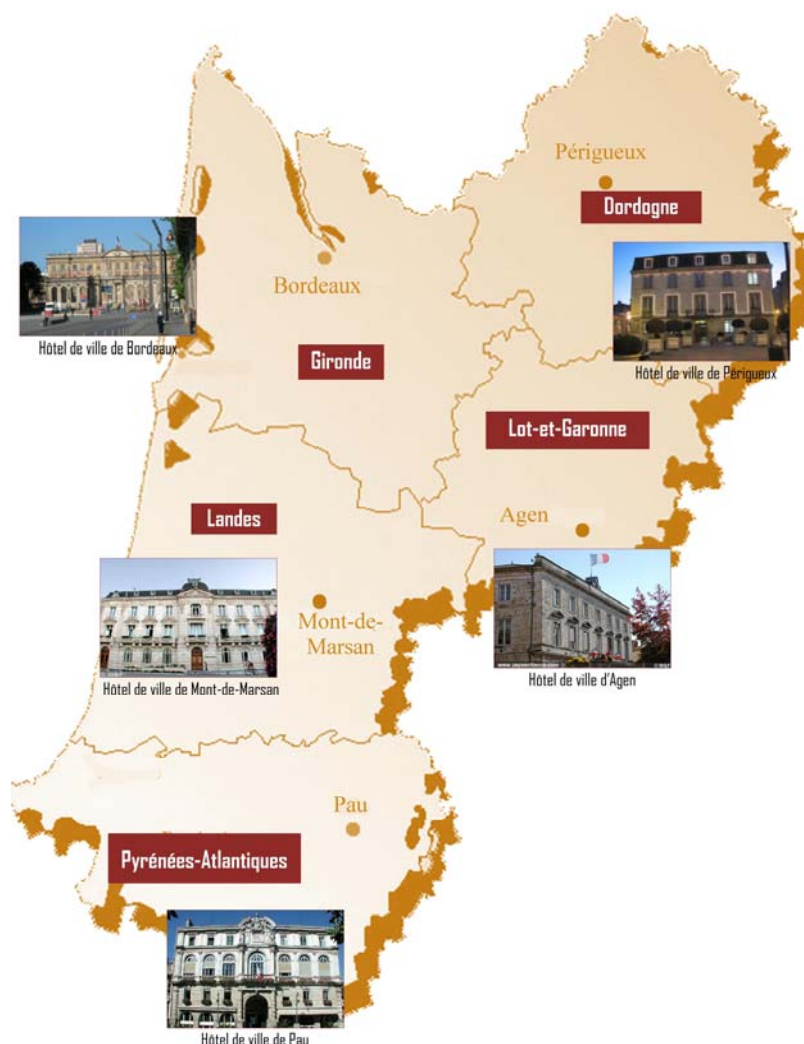 Périgueux
Dordogne
Bordeaux
Hôtel de ville de Bordeaux
Gironde
Hôtel de ville de Périgueux
Lot-et-Garonne
Landes
Agen
Mont-de-
Marsan
Hôtel de ville de Mont-de-Marsan
Hôtel de ville d'Agen
Pau
Pyrénées-Atlantiques
Hôtel de ville de Pau